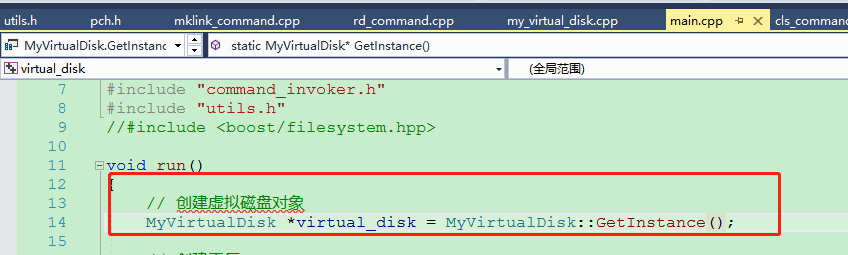 utils.h pch.h mklink_command.cpp rd_command.cpp my_virtual_disk.cpp main.cpp cls_command
MyVirtualDisk.GetInstanc static MyVirtualDisk* GetInstance()
virtual_disk (全局范围)
7 #include "command_invoker.h"
8 #include "utils.h"
9 //#include <boost/filesystem.hpp>
10
11 void run()
12 {
13 // 创建虚拟磁盘对象
14 MyVirtualDisk *virtual_disk = MyVirtualDisk::GetInstance();
15